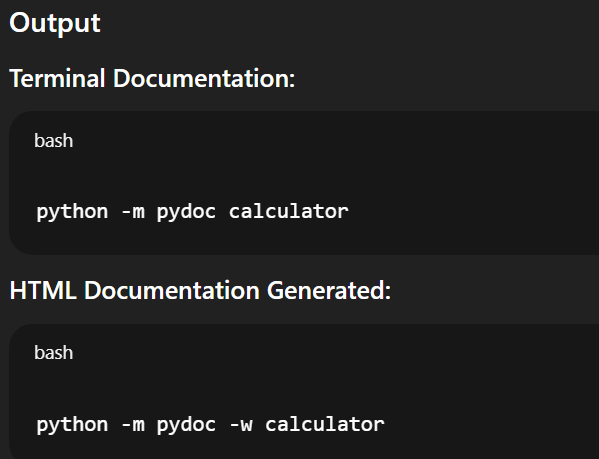 Output
Terminal Documentation:
bash
python -m pydoc calculator
HTML Documentation Generated:
bash
python -m pydoc -w calculator